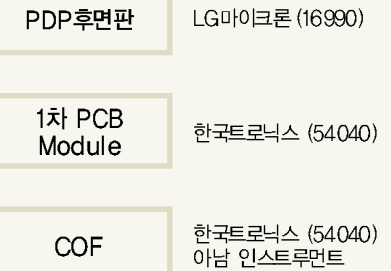 PDP후면판
LG마이크론 (16990)
1차 PCB
Module
한국트로닉스 (54040)
COF
한국트로닉스 (54040)
아남 인스트루먼트